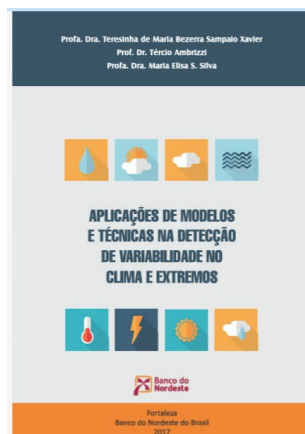 Profa. Dra. Teresinha de Maria Bezerra Sampaio Xavier
Prof. Dr. Tércio Ambrizzi
Profa. Dra. Maria Elisa S. Silva
APLICAÇÕES DE MODELOS
E TÉCNICAS NA DETECÇÃO
DE VARIABILIDADE NO
CLIMA E EXTREMOS
Banco do
Nordeste
Fortaleza
Banco do Nordeste do Brasil
2017